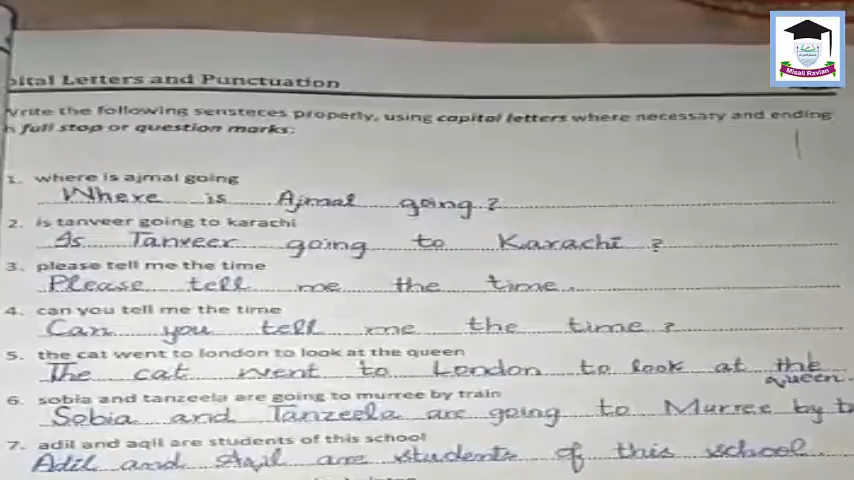 Misali Ravian
pital Letters and Punctuation
Write the following sensteces properly, using capital letters where necessary and ending
h full stop or question marks:
1. where is ajmal going
Where is Ajmal going?
2. is tanveer going to karachi
Is Tanveer going to Karachi?
3. please tell me the time
Please tell me the time.
4. can you tell me the time
Can you tell me the time?
5. the cat went to london to look at the queen
The cat went to London to look at the
queen.
6. sobia and tanzeela are going to murree by train
Sobia and Tanzeela are going to Murree by t
7. adil and aqil are students of this school
Adil and Aqil are students of this school.